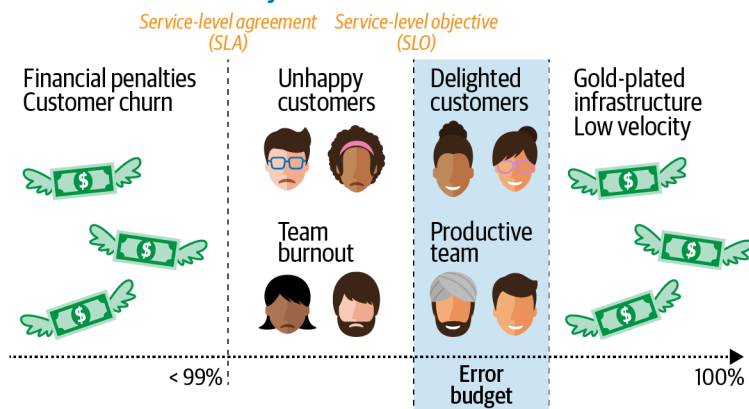 Service-level agreement
(SLA)
Service-level objective
(SLO)
Financial penalties
Customer churn
Unhappy
customers
Delighted
customers
Gold-plated
infrastructure
Low velocity
$
$
$
Team
burnout
Productive
team
$
$
$
< 99%
Error
budget
100%